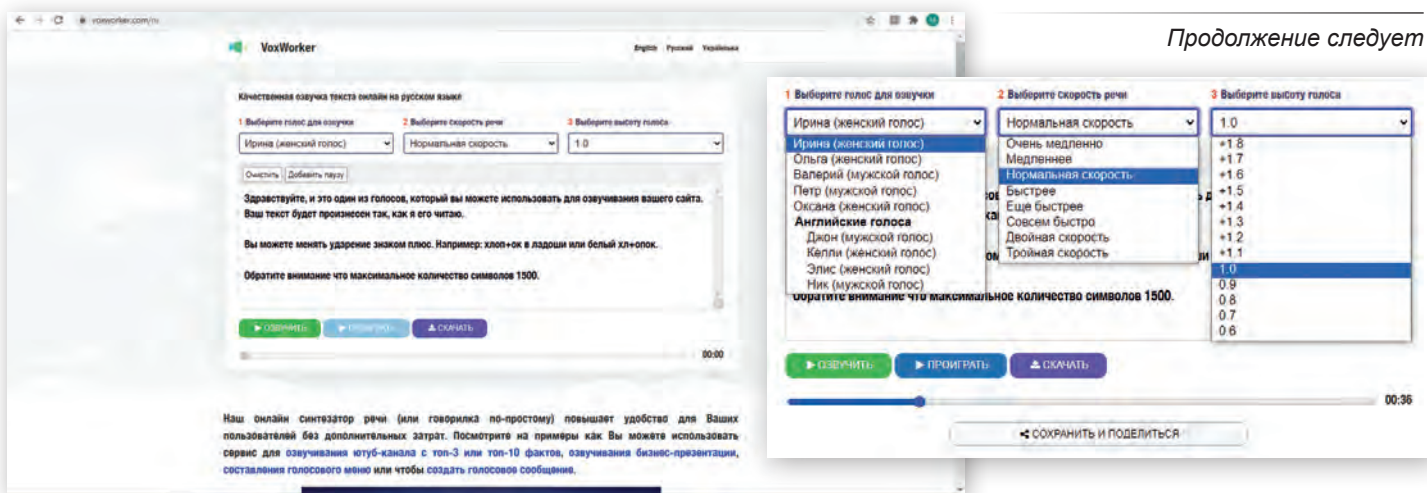 voxworker.com/ru
Продолжение следует
VoxWorker
English Русский Українська
Качественная озвучка текста онлайн на русском языке
1 Выберите голос для озвучки 2 Выберите скорость речи 3 Выберите высоту голоса
Ирина (женский голос) Нормальная скорость 1.0
Очистить Добавить паузу
Здравствуйте, и это один из голосов, который вы можете использовать для озвучивания вашего сайта.
Ваш текст будет произнесен так, как я его читаю.
Вы можете менять ударение знаком плюс. Например: хлоп+ок в ладоши или белый хл+опок.
Обратите внимание что максимальное количество символов 1500.
ОЗВУЧИТЬ ПРОИГРАТЬ СКАЧАТЬ
00:00
Наш онлайн синтезатор речи (или говорилка по-простому) повышает удобство для Ваших
пользователей без дополнительных затрат. Посмотрите на примеры как Вы можете использовать
сервис для озвучивания ютуб-канала с топ-3 или топ-10 фактов, озвучивания бизнес-презентации,
составления голосового меню или чтобы создать голосовое сообщение.
1 Выберите голос для озвучки 2 Выберите скорость речи 3 Выберите высоту голоса
Ирина (женский голос) Нормальная скорость 1.0
Ирина (женский голос)
Ольга (женский голос)
Валерий (мужской голос)
Петр (мужской голос)
Оксана (женский голос)
Английские голоса
Джон (мужской голос)
Келли (женский голос)
Элис (женский голос)
Ник (мужской голос)
Очень медленно
Медленнее
Нормальная скорость
Быстрее
Еще быстрее
Совсем быстро
Двойная скорость
Тройная скорость
+1.8
+1.7
+1.6
+1.5
+1.4
+1.3
+1.2
+1.1
1.0
0.9
0.8
0.7
0.6
Обратите внимание что максимальное количество символов 1500.
ОЗВУЧИТЬ ПРОИГРАТЬ СКАЧАТЬ
00:36
СОХРАНИТЬ И ПОДЕЛИТЬСЯ